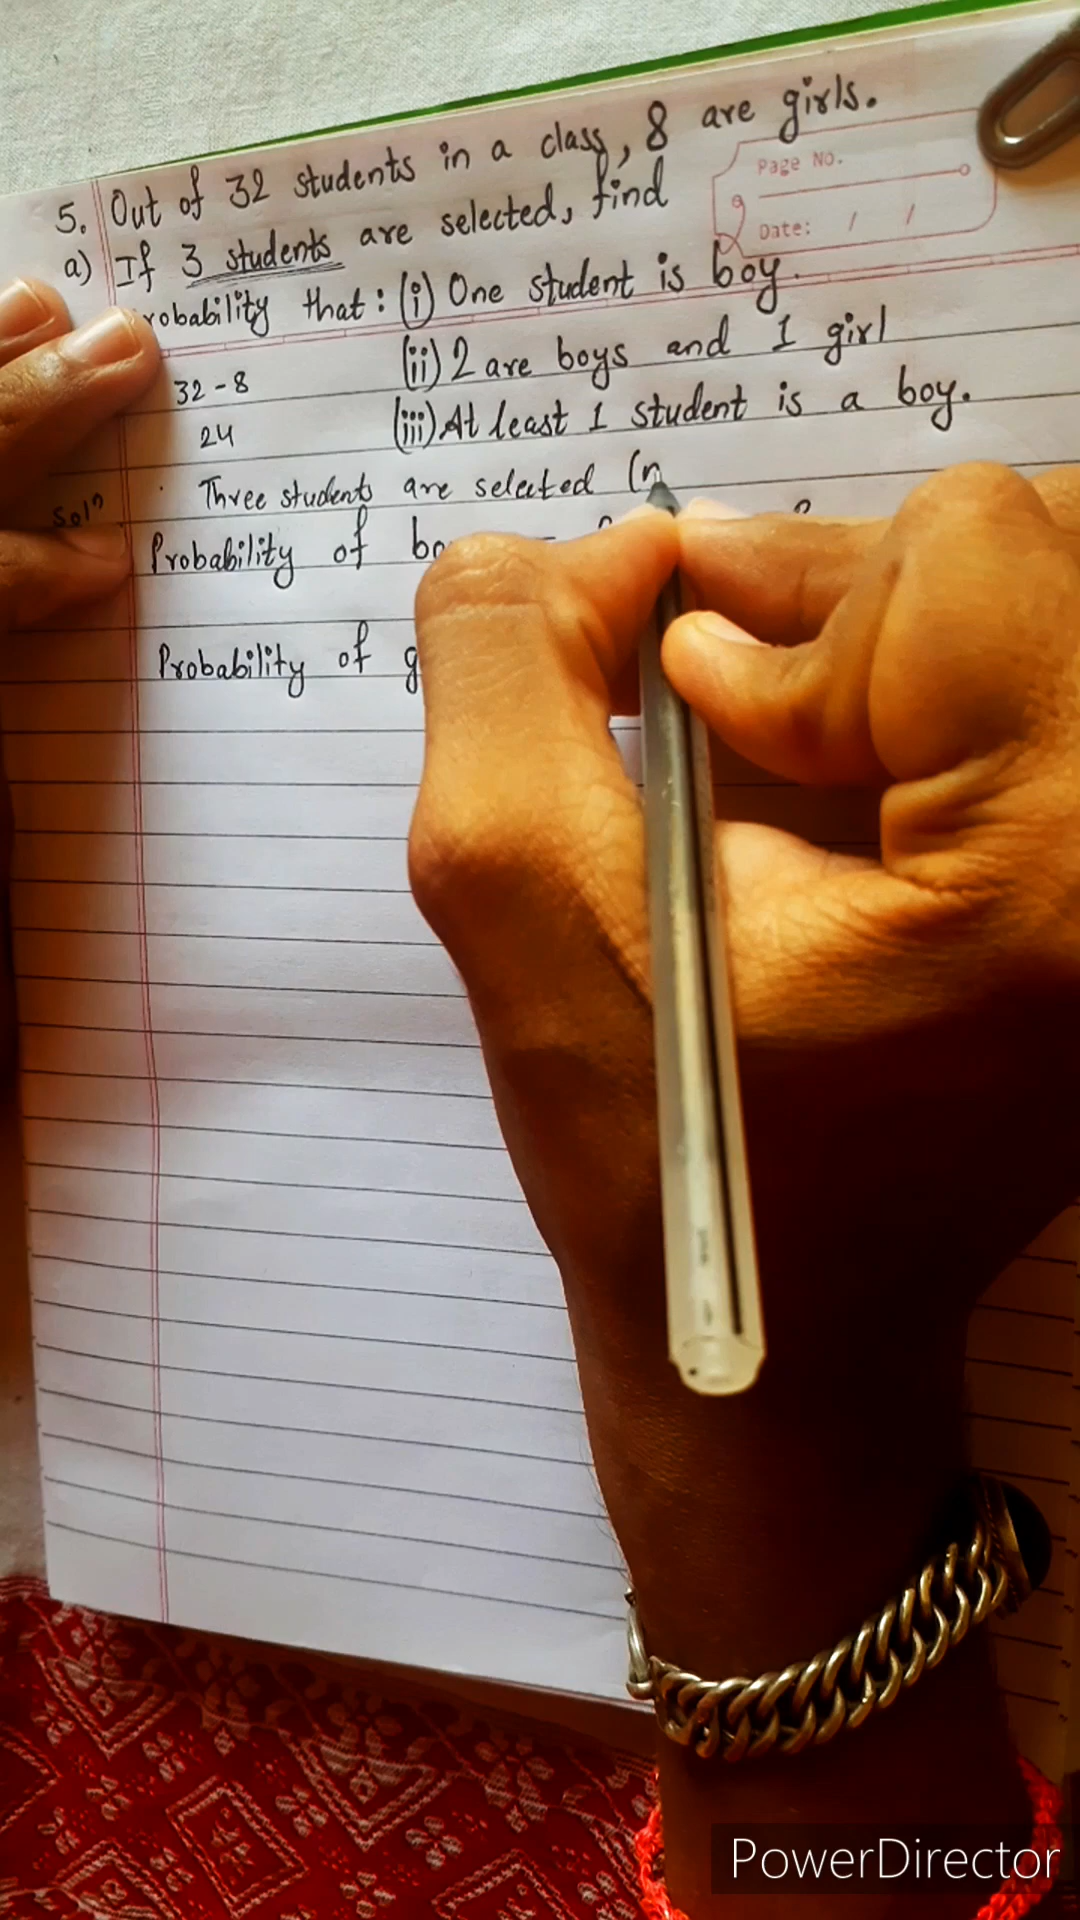 5. Out of 32 students in a class, 8 are girls.
Page No.
a) If 3 students are selected, find
Date: / /
robability that: (i) One student is boy.
32-8
(ii) 2 are boys and 1 girl
24
(iii) At least 1 student is a boy.
Solⁿ
Three students are selected (n
Probability of
Probability of g
PowerDirector